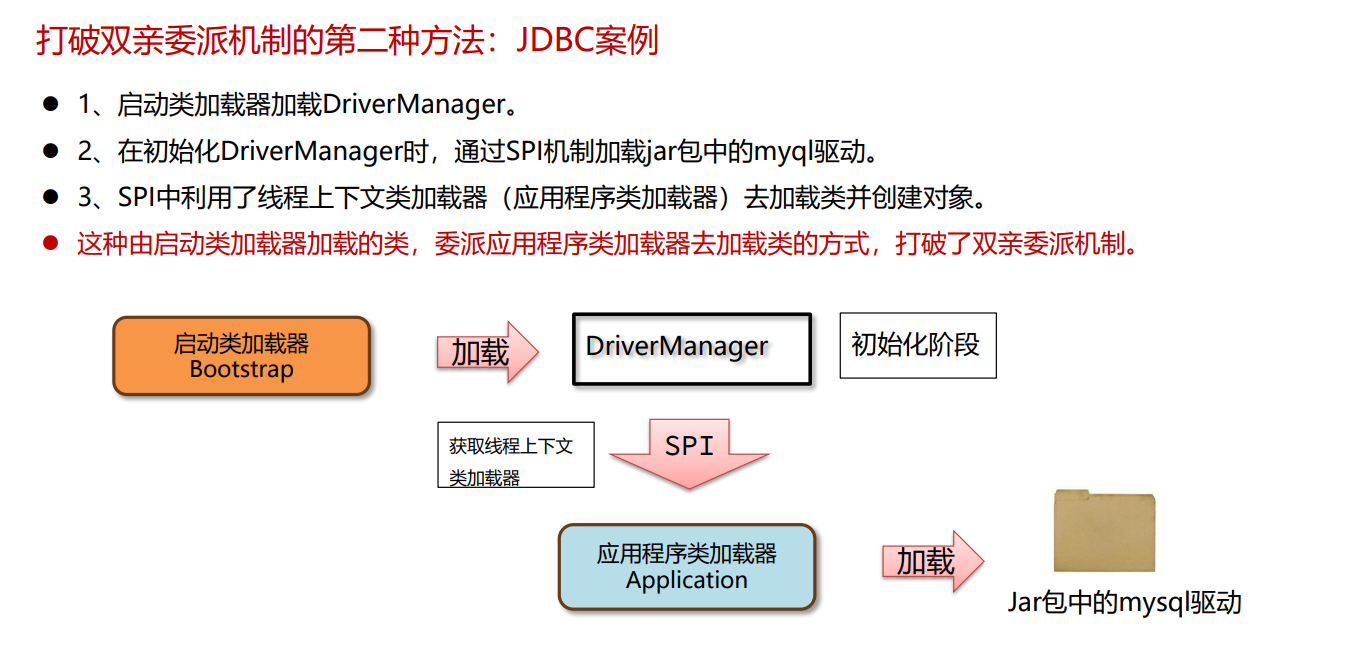 打破双亲委派机制的第二种方法：JDBC案例
● 1、启动类加载器加载DriverManager。
● 2、在初始化DriverManager时，通过SPI机制加载jar包中的myql驱动。
● 3、SPI中利用了线程上下文类加载器（应用程序类加载器）去加载类并创建对象。
● 这种由启动类加载器加载的类，委派应用程序类加载器去加载类的方式，打破了双亲委派机制。
启动类加载器
Bootstrap
加载
DriverManager
初始化阶段
获取线程上下文
类加载器
SPI
应用程序类加载器
Application
加载
Jar包中的mysql驱动